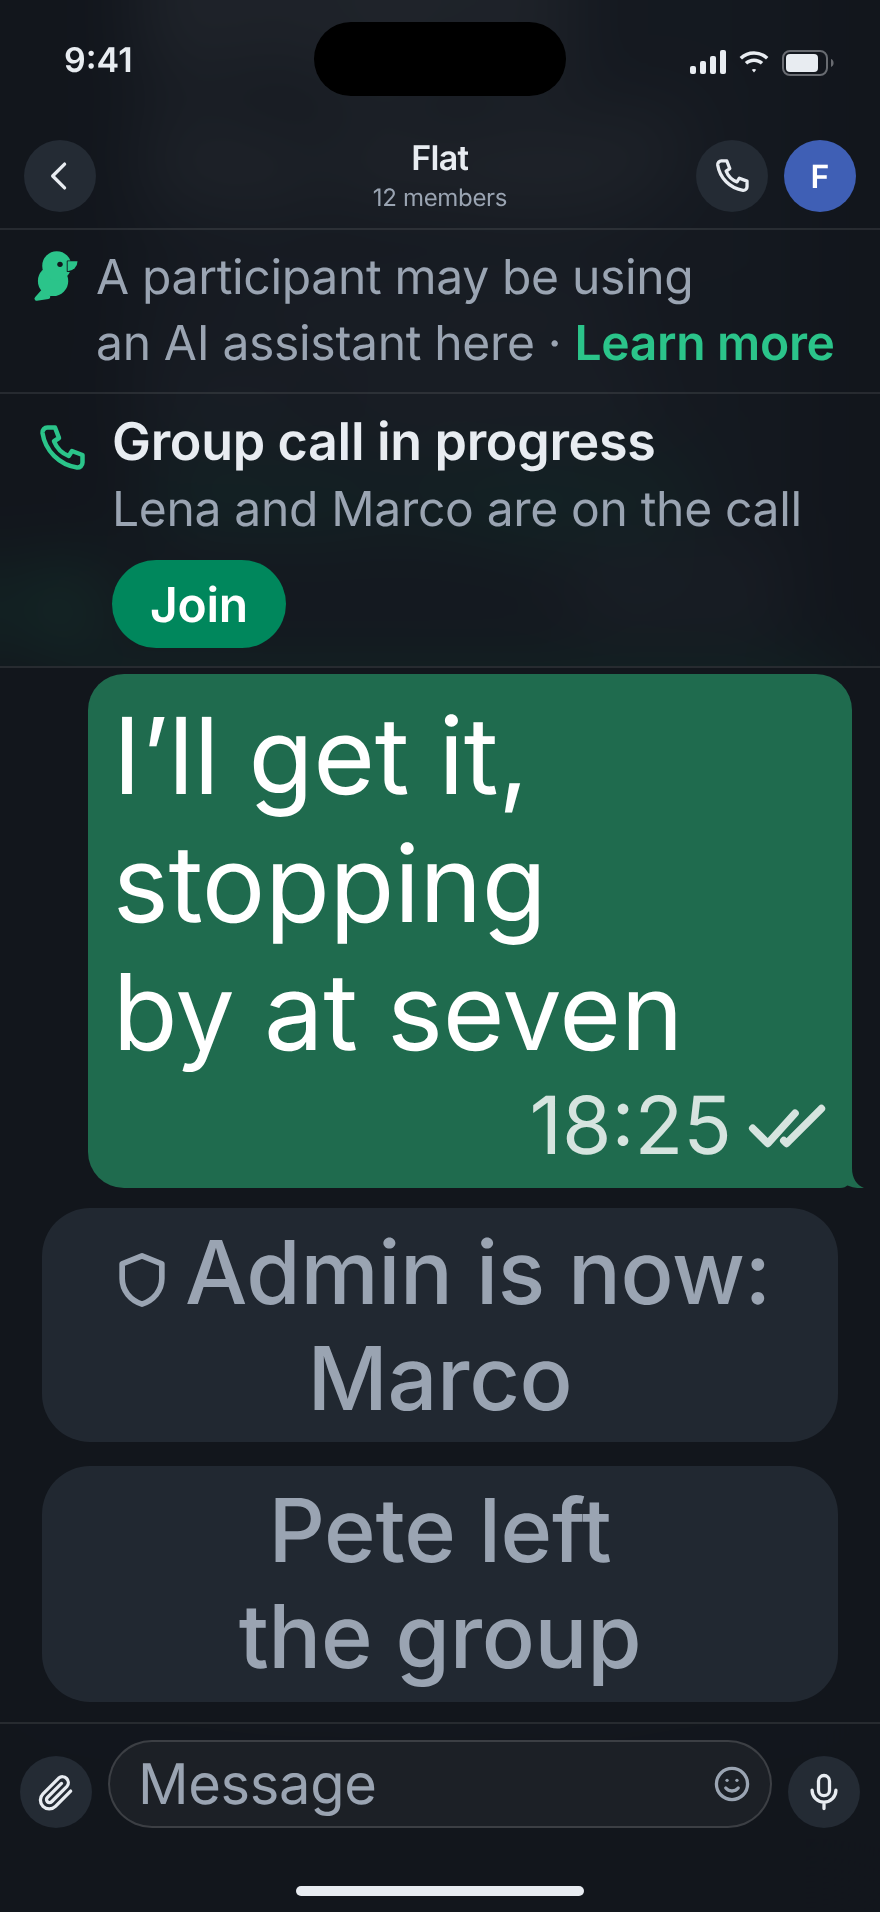 9:41
Flat
12 members
F
A participant may be using
an AI assistant here · Learn more
Group call in progress
Lena and Marco are on the call
Join
I’ll get it,
stopping
by at seven
18:25
Admin is now:
Marco
Pete left
the group
Message